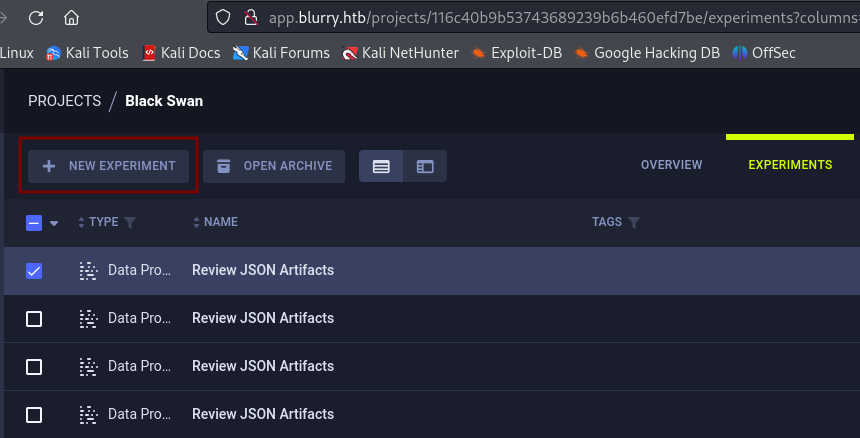 app.blurry.htb/projects/116c40b9b53743689239b6b460efd7be/experiments?columns=
Linux Kali Tools Kali Docs Kali Forums Kali NetHunter Exploit-DB Google Hacking DB OffSec
PROJECTS / Black Swan
+ NEW EXPERIMENT OPEN ARCHIVE OVERVIEW EXPERIMENTS
TYPE NAME TAGS
Data Pro... Review JSON Artifacts
Data Pro... Review JSON Artifacts
Data Pro... Review JSON Artifacts
Data Pro... Review JSON Artifacts